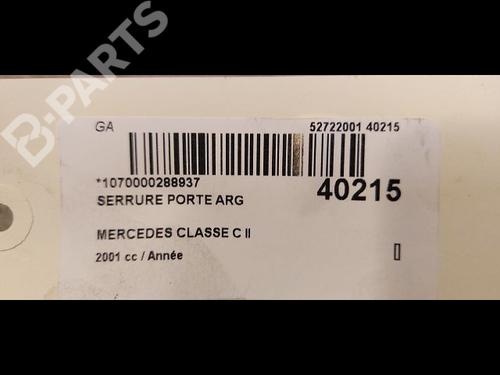 B-PARTS
GA
52722001 40215
*1070000288937
40215
SERRURE PORTE ARG
MERCEDES CLASSE C II
2001 cc / Année